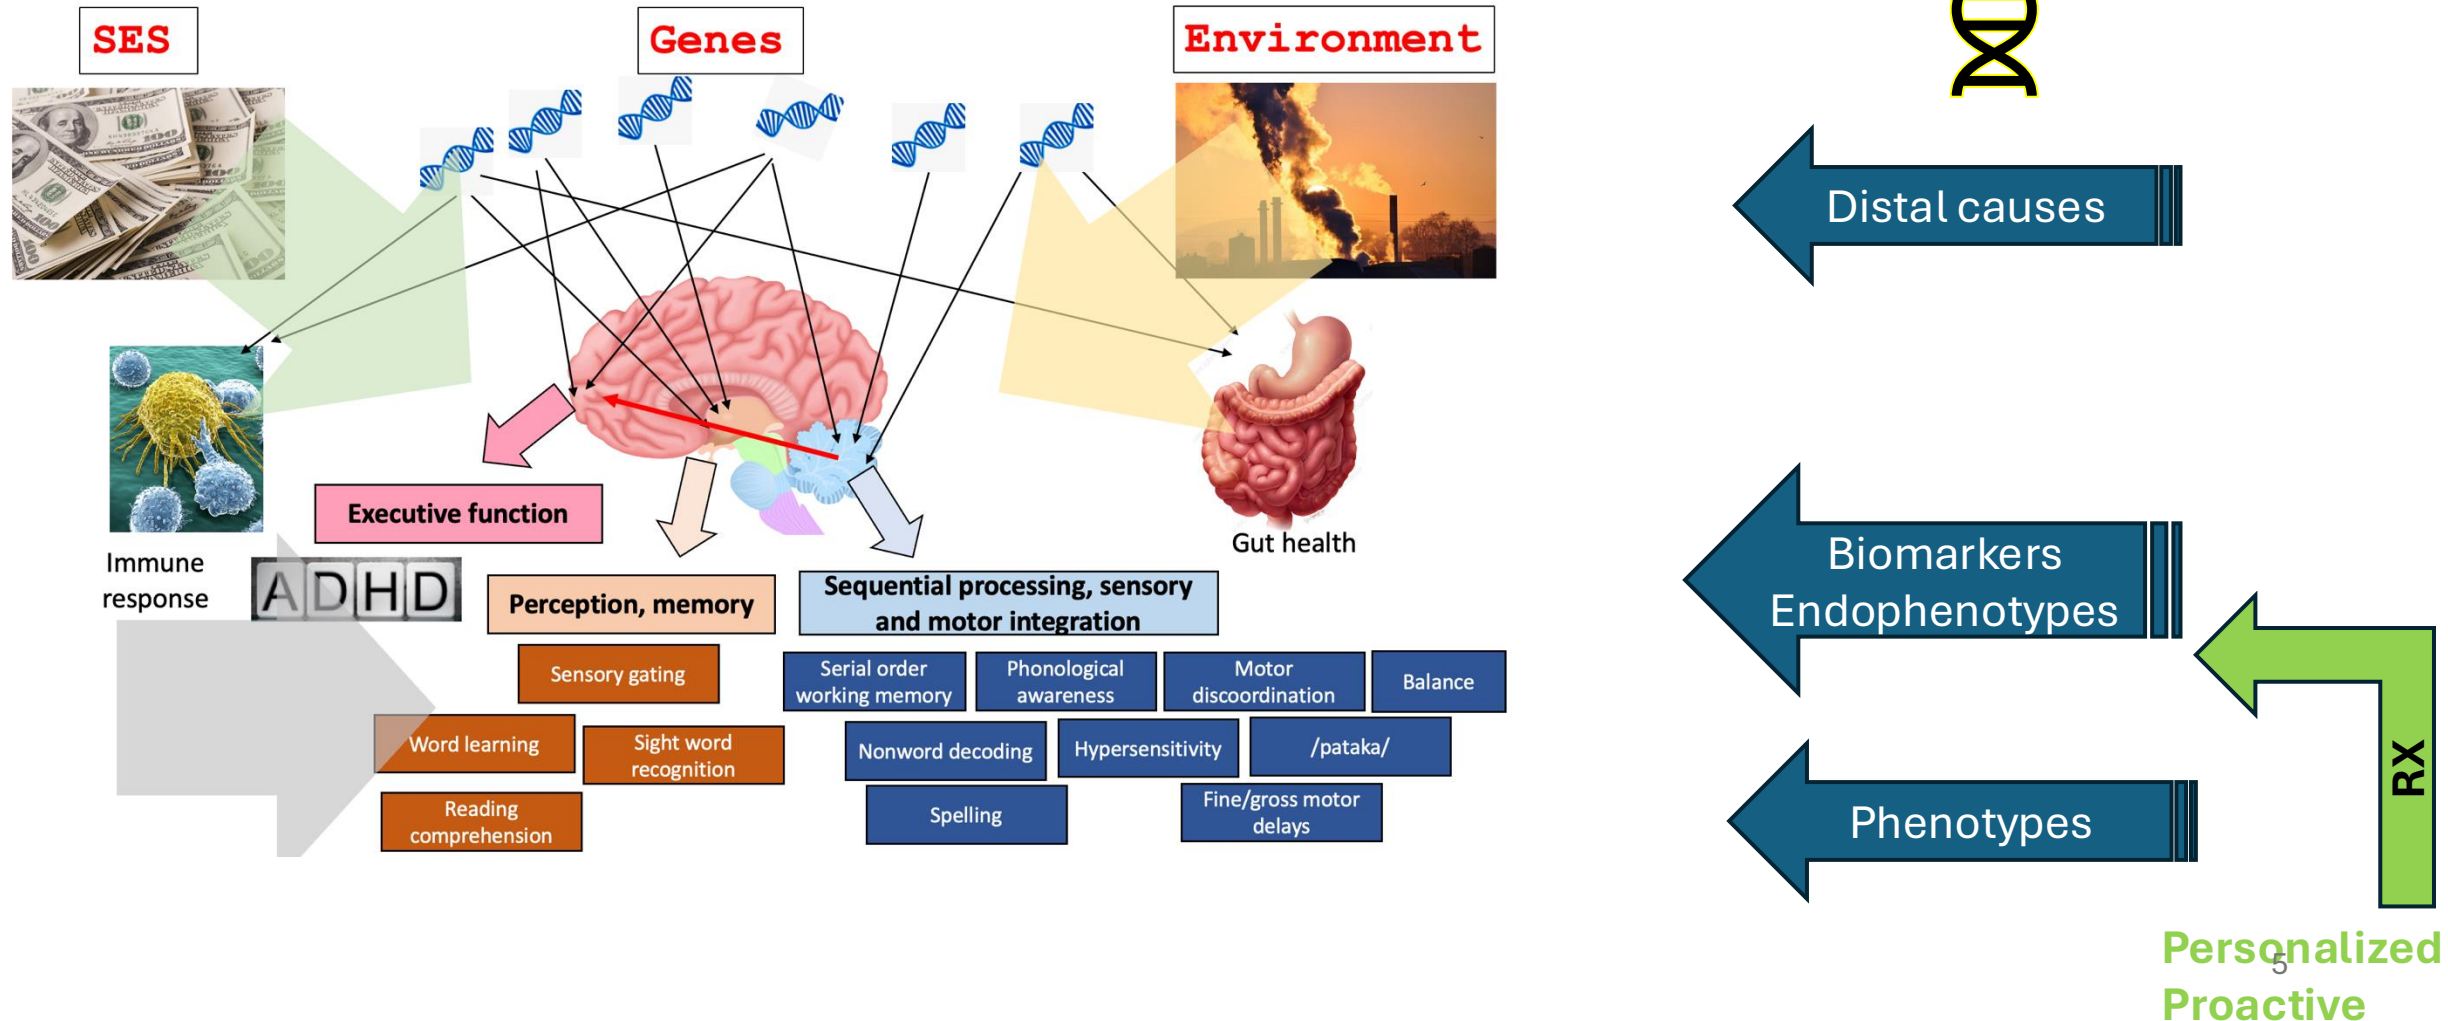 SES
Genes
Environment
Distal causes
Executive function
Immune
response
ADHD
Gut health
Perception, memory
Sequential processing, sensory
and motor integration
Biomarkers
Endophenotypes
Sensory gating
Serial order
working memory
Phonological
awareness
Motor
discoordination
Balance
Word learning
Sight word
recognition
Nonword decoding
Hypersensitivity
/pataka/
Reading
comprehension
Spelling
Fine/gross motor
delays
Phenotypes
RX
Personalized
5
Proactive